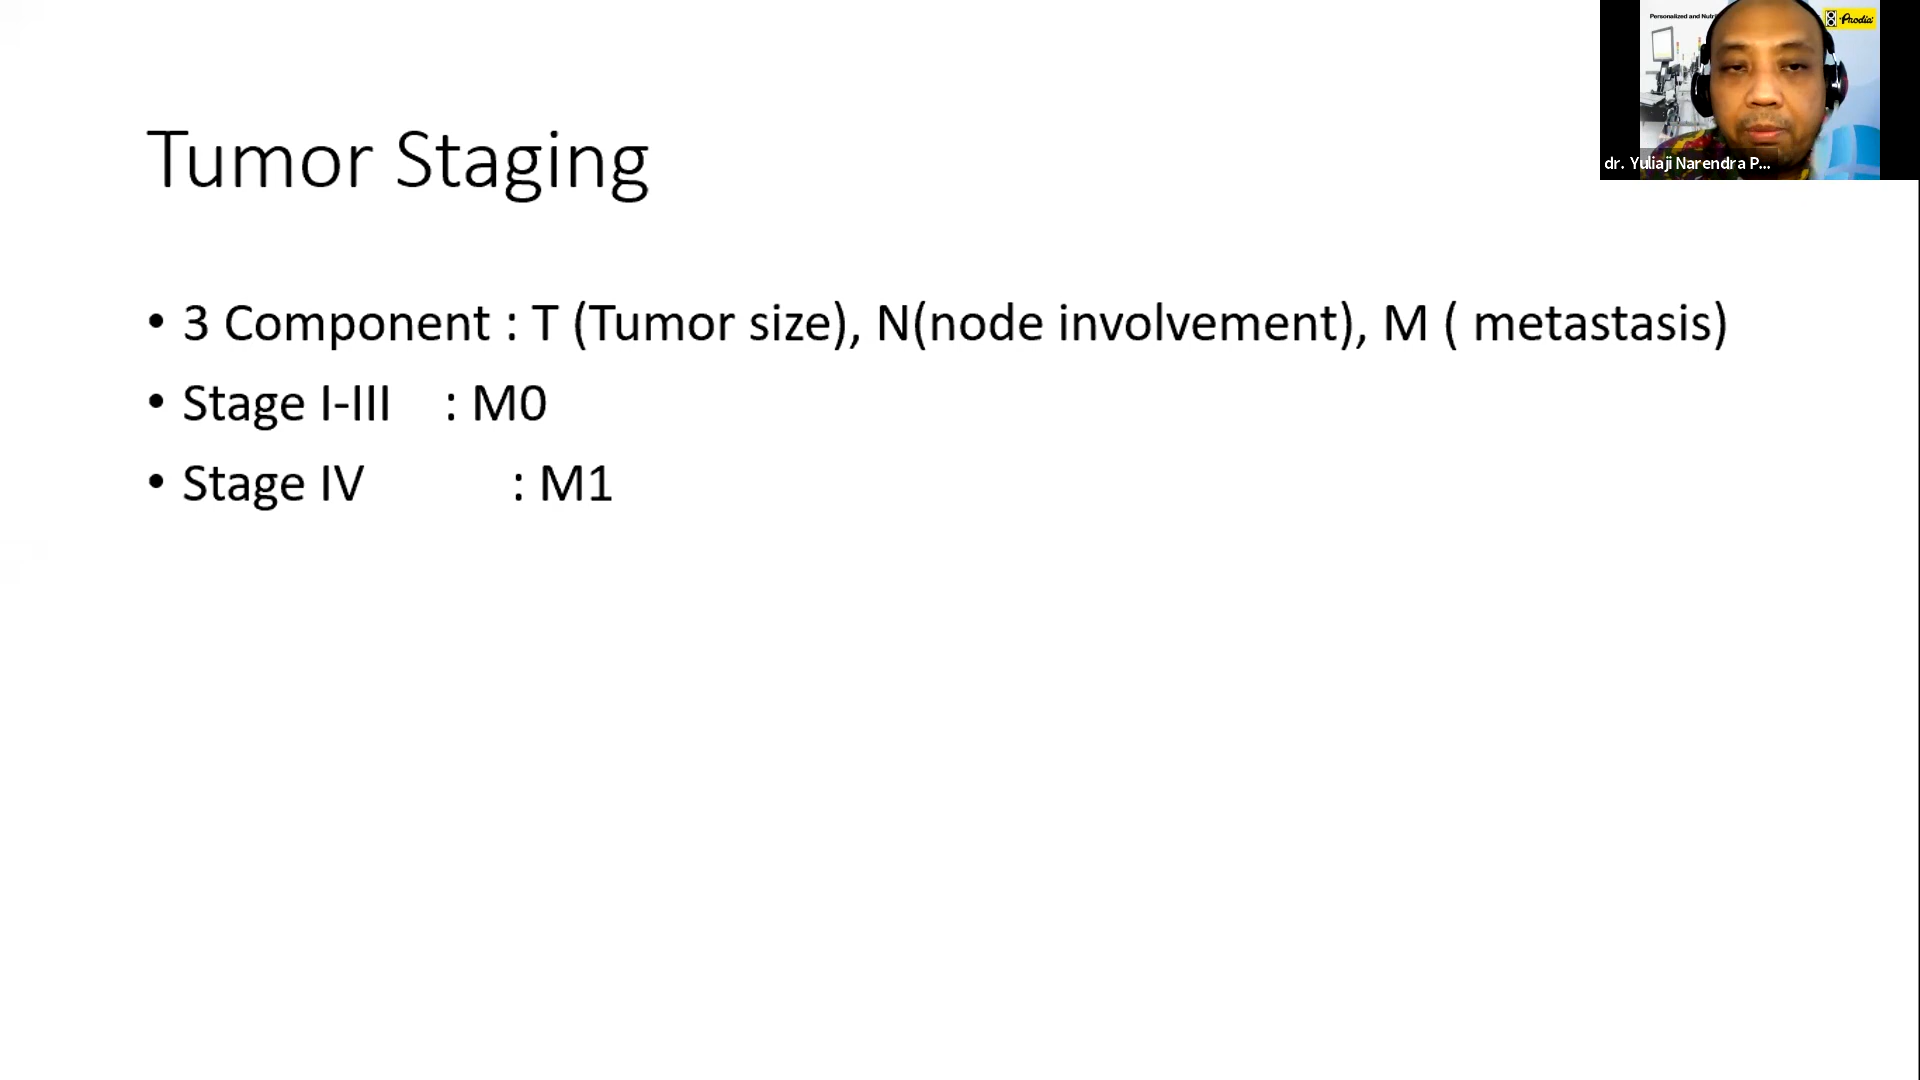 Tumor Staging
• 3 Component : T (Tumor size), N(node involvement), M ( metastasis)
• Stage I-III : M0
• Stage IV : M1
Personalized and Nutri
Prodia
dr. Yuliaji Narendra P...